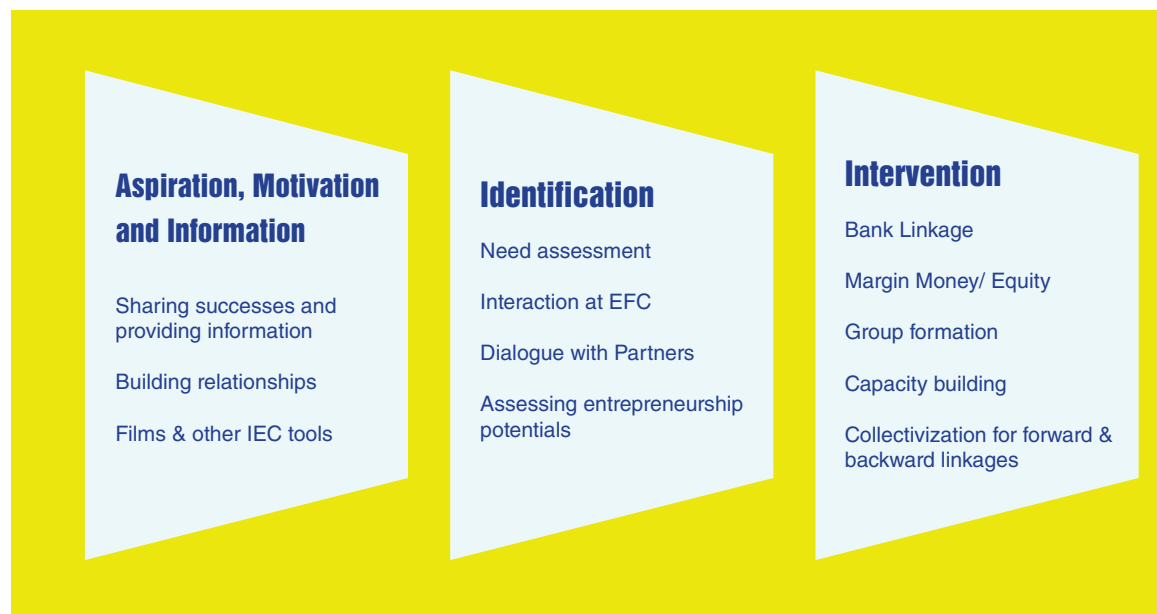 Aspiration, Motivation
and Information
Sharing successes and
providing information
Building relationships
Films & other IEC tools
Identification
Need assessment
Interaction at EFC
Dialogue with Partners
Assessing entrepreneurship
potentials
Intervention
Bank Linkage
Margin Money/ Equity
Group formation
Capacity building
Collectivization for forward &
backward linkages